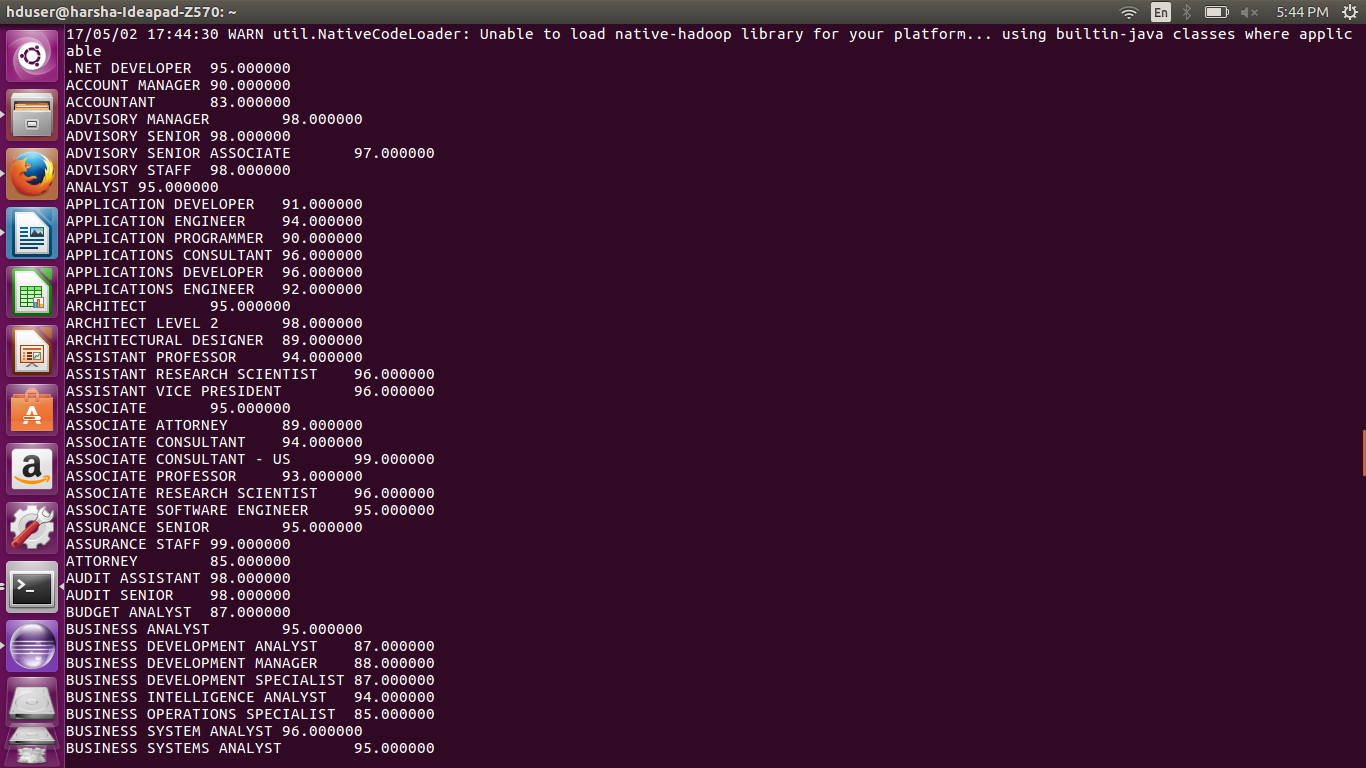 hduser@harsha-Ideapad-Z570: ~
En
5:44 PM
17/05/02 17:44:30 WARN util.NativeCodeLoader: Unable to load native-hadoop library for your platform... using builtin-java classes where applic
able
.NET DEVELOPER 95.000000
ACCOUNT MANAGER 90.000000
ACCOUNTANT 83.000000
ADVISORY MANAGER 98.000000
ADVISORY SENIOR 98.000000
ADVISORY SENIOR ASSOCIATE 97.000000
ADVISORY STAFF 98.000000
ANALYST 95.000000
APPLICATION DEVELOPER 91.000000
APPLICATION ENGINEER 94.000000
APPLICATION PROGRAMMER 90.000000
APPLICATIONS CONSULTANT 96.000000
APPLICATIONS DEVELOPER 96.000000
APPLICATIONS ENGINEER 92.000000
ARCHITECT 95.000000
ARCHITECT LEVEL 2 98.000000
ARCHITECTURAL DESIGNER 89.000000
ASSISTANT PROFESSOR 94.000000
ASSISTANT RESEARCH SCIENTIST 96.000000
ASSISTANT VICE PRESIDENT 96.000000
ASSOCIATE 95.000000
ASSOCIATE ATTORNEY 89.000000
ASSOCIATE CONSULTANT 94.000000
ASSOCIATE CONSULTANT - US 99.000000
ASSOCIATE PROFESSOR 93.000000
ASSOCIATE RESEARCH SCIENTIST 96.000000
ASSOCIATE SOFTWARE ENGINEER 95.000000
ASSURANCE SENIOR 95.000000
ASSURANCE STAFF 99.000000
ATTORNEY 85.000000
AUDIT ASSISTANT 98.000000
AUDIT SENIOR 98.000000
BUDGET ANALYST 87.000000
BUSINESS ANALYST 95.000000
BUSINESS DEVELOPMENT ANALYST 87.000000
BUSINESS DEVELOPMENT MANAGER 88.000000
BUSINESS DEVELOPMENT SPECIALIST 87.000000
BUSINESS INTELLIGENCE ANALYST 94.000000
BUSINESS OPERATIONS SPECIALIST 85.000000
BUSINESS SYSTEM ANALYST 96.000000
BUSINESS SYSTEMS ANALYST 95.000000